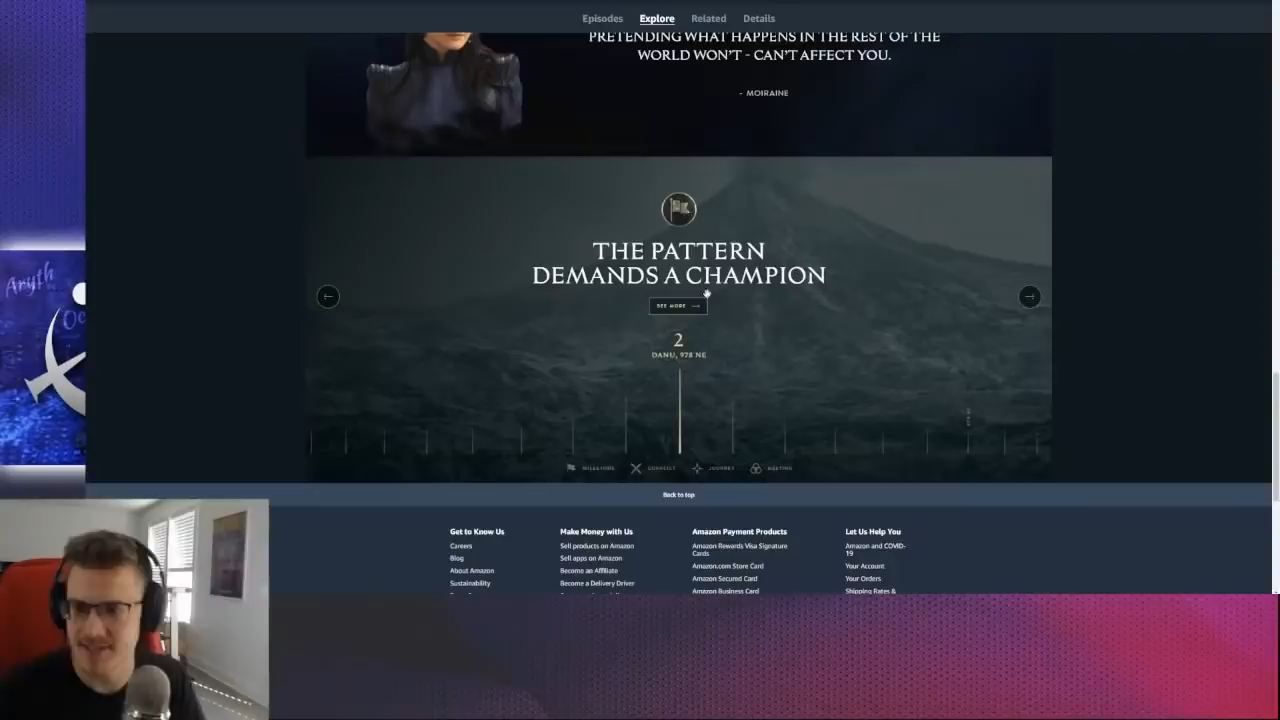 Episodes
Explore
Related
Details
PRETENDING WHAT HAPPENS IN THE REST OF THE
WORLD WON'T - CAN'T AFFECT YOU.
- MOIRAINE
THE PATTERN
DEMANDS A CHAMPION
SEE MORE
2
DANU, 978 NE
MILESTONE
CONFLICT
JOURNEY
MEETING
Back to top
Get to Know Us
Careers
Blog
About Amazon
Sustainability
Make Money with Us
Sell products on Amazon
Sell apps on Amazon
Become an Affiliate
Become a Delivery Driver
Amazon Payment Products
Amazon Rewards Visa Signature
Cards
Amazon.com Store Card
Amazon Secured Card
Amazon Business Card
Let Us Help You
Amazon and COVID-
19
Your Account
Your Orders
Shipping Rates &